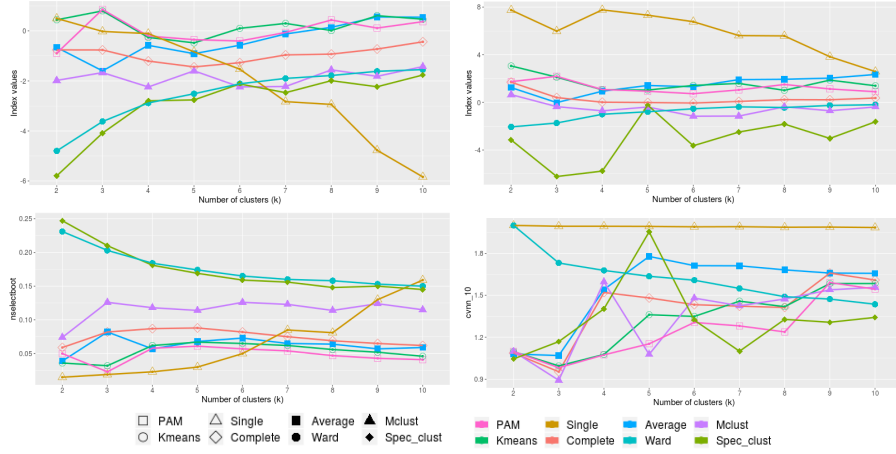 0
-2
-4
-6
Index values
2 3 4 5 6 7 8 9 10
Number of clusters (k)
8
4
0
-4
Index values
2 3 4 5 6 7 8 9 10
Number of clusters (k)
0.25
0.20
0.15
0.10
0.05
nselectboot
2 3 4 5 6 7 8 9 10
Number of clusters (k)
1.8
1.5
1.2
0.9
cvnn_10
2 3 4 5 6 7 8 9 10
Number of clusters (k)
PAM Single Average Mclust
Kmeans Complete Ward Spec_clust
PAM Single Average Mclust
Kmeans Complete Ward Spec_clust